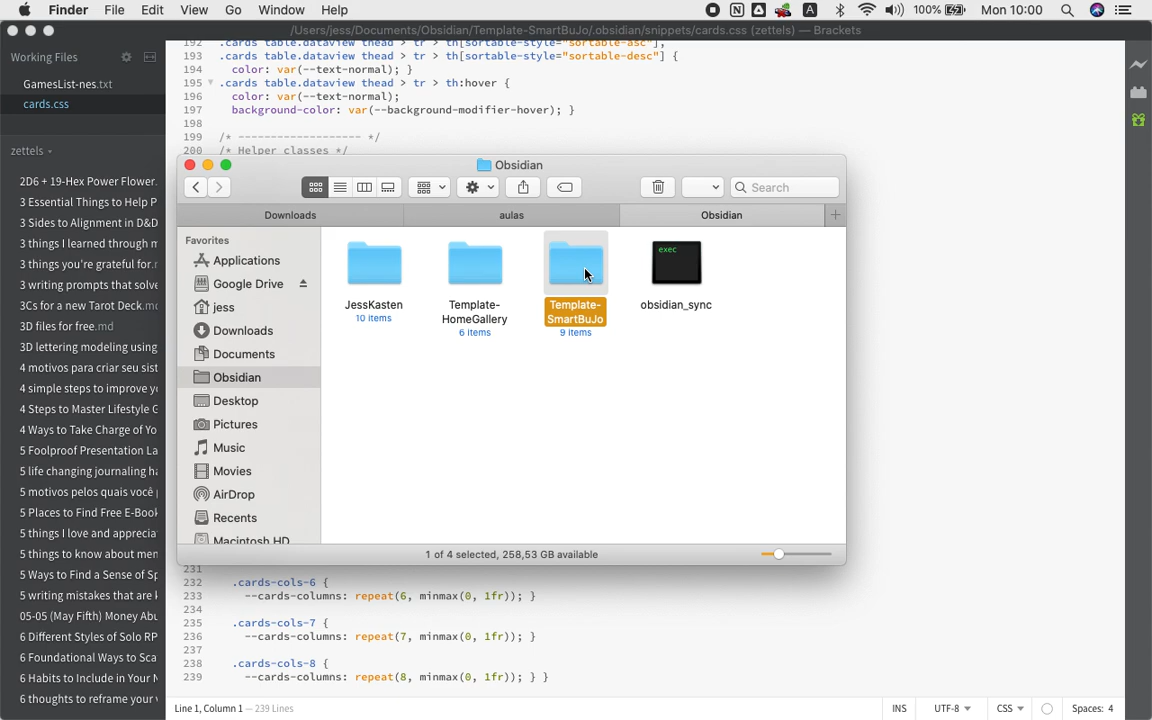 Finder File Edit View Go Window Help 100% Mon 10:00
/Users/jess/Documents/Obsidian/Template-SmartBuJo/.obsidian/snippets/cards.css (zettels) — Brackets
Working Files
GamesList-nes.txt
cards.css
zettels
2D6 + 19-Hex Power Flower.
3 Essential Things to Help P
3 Sides to Alignment in D&D
3 things I learned through m
3 things you're grateful for.
3 writing prompts that solve
3Cs for a new Tarot Deck.md
3D files for free.md
3D lettering modeling using
4 motivos para criar seu sist
4 simple steps to improve yo
4 Steps to Master Lifestyle C
4 Ways to Take Charge of Yo
5 Foolproof Presentation La
5 life changing journaling ha
5 motivos pelos quais você
5 Places to Find Free E-Book
5 things I love and apprecia
5 things to know about men
5 Ways to Find a Sense of Sp
5 writing mistakes that are
05-05 (May Fifth) Money Abu
6 Different Styles of Solo RP
6 Foundational Ways to Sca
6 Habits to Include in Your N
6 thoughts to reframe your
192 .cards table.dataview thead > tr > th[sortable-style="sortable-asc"],
193 .cards table.dataview thead > tr > th[sortable-style="sortable-desc"] {
194 color: var(--text-normal); }
195 .cards table.dataview thead > tr > th:hover {
196 color: var(--text-normal);
197 background-color: var(--background-modifier-hover); }
198
199 /* ------------------- */
200 /* Helper classes */
Obsidian
Search
Downloads aulas Obsidian +
Favorites
Applications
Google Drive
jess
Downloads
Documents
Obsidian
Desktop
Pictures
Music
Movies
AirDrop
Recents
Macintosh HD
JessKasten
10 items
Template-
HomeGallery
6 items
Template-
SmartBuJo
9 items
exec
obsidian_sync
1 of 4 selected, 258,53 GB available
231
232 .cards-cols-6 {
233 --cards-columns: repeat(6, minmax(0, 1fr)); }
234
235 .cards-cols-7 {
236 --cards-columns: repeat(7, minmax(0, 1fr)); }
237
238 .cards-cols-8 {
239 --cards-columns: repeat(8, minmax(0, 1fr)); } }
Line 1, Column 1 — 239 Lines
INS UTF-8 CSS Spaces: 4